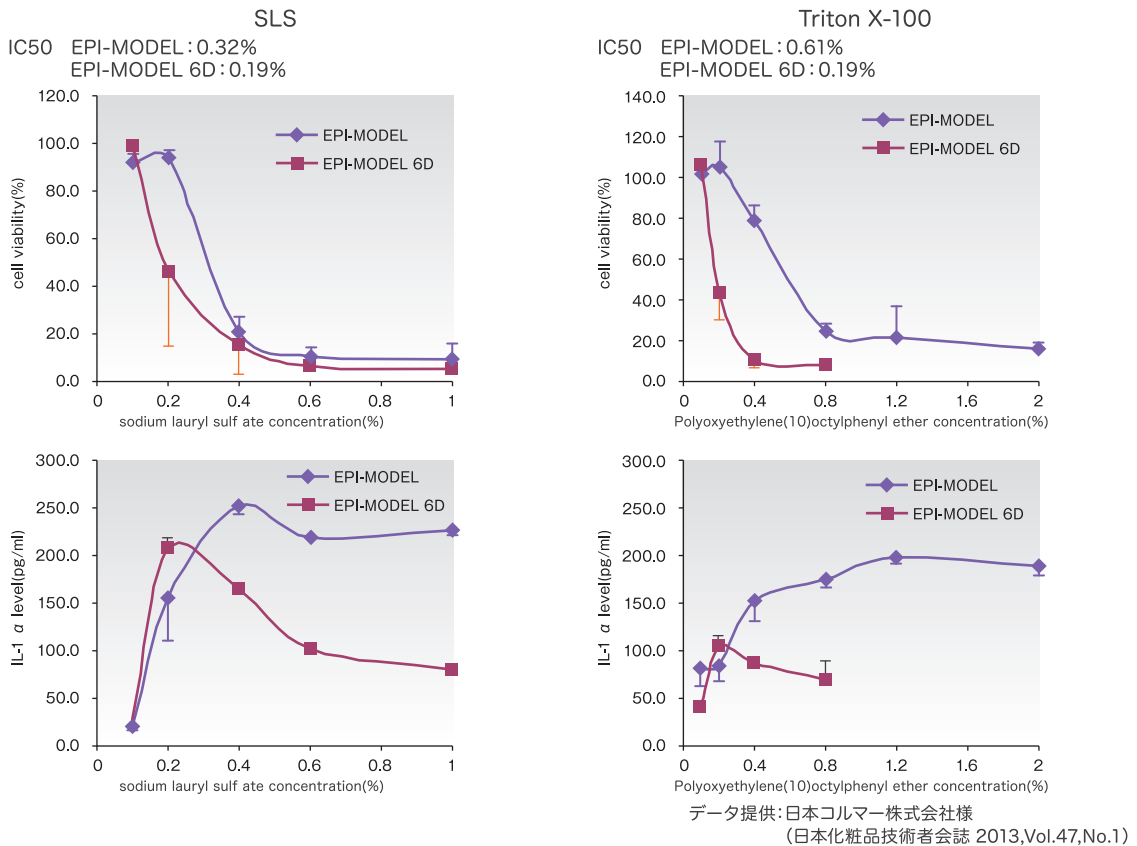 SLS
IC50 EPI-MODEL：0.32%
EPI-MODEL 6D：0.19%
120.0
100.0
80.0
60.0
40.0
20.0
0.0
cell viability(%)
EPI-MODEL
EPI-MODEL 6D
0 0.2 0.4 0.6 0.8 1
sodium lauryl sulf ate concentration(%)
Triton X-100
IC50 EPI-MODEL：0.61%
EPI-MODEL 6D：0.19%
140.0
120.0
100.0
80.0
60.0
40.0
20.0
0.0
cell viability(%)
EPI-MODEL
EPI-MODEL 6D
0 0.4 0.8 1.2 1.6 2
Polyoxyethylene(10)octylphenyl ether concentration(%)
300.0
250.0
200.0
150.0
100.0
50.0
0.0
IL-1 α level(pg/ml)
EPI-MODEL
EPI-MODEL 6D
0 0.2 0.4 0.6 0.8 1
sodium lauryl sulf ate concentration(%)
300.0
250.0
200.0
150.0
100.0
50.0
0.0
IL-1 α level(pg/ml)
EPI-MODEL
EPI-MODEL 6D
0 0.4 0.8 1.2 1.6 2
Polyoxyethylene(10)octylphenyl ether concentration(%)
データ提供：日本コルマー株式会社様
（日本化粧品技術者会誌 2013,Vol.47,No.1）